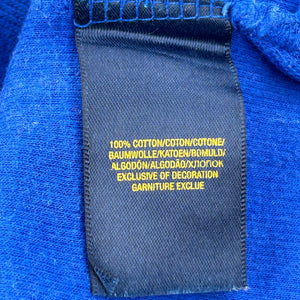 100% COTTON/COTON/COTONE/
BAUMWOLLE/KATOEN/BOMULD/
ALGODÓN/ALGODÃO/ХЛОПОК
EXCLUSIVE OF DECORATION
GARNITURE EXCLUE